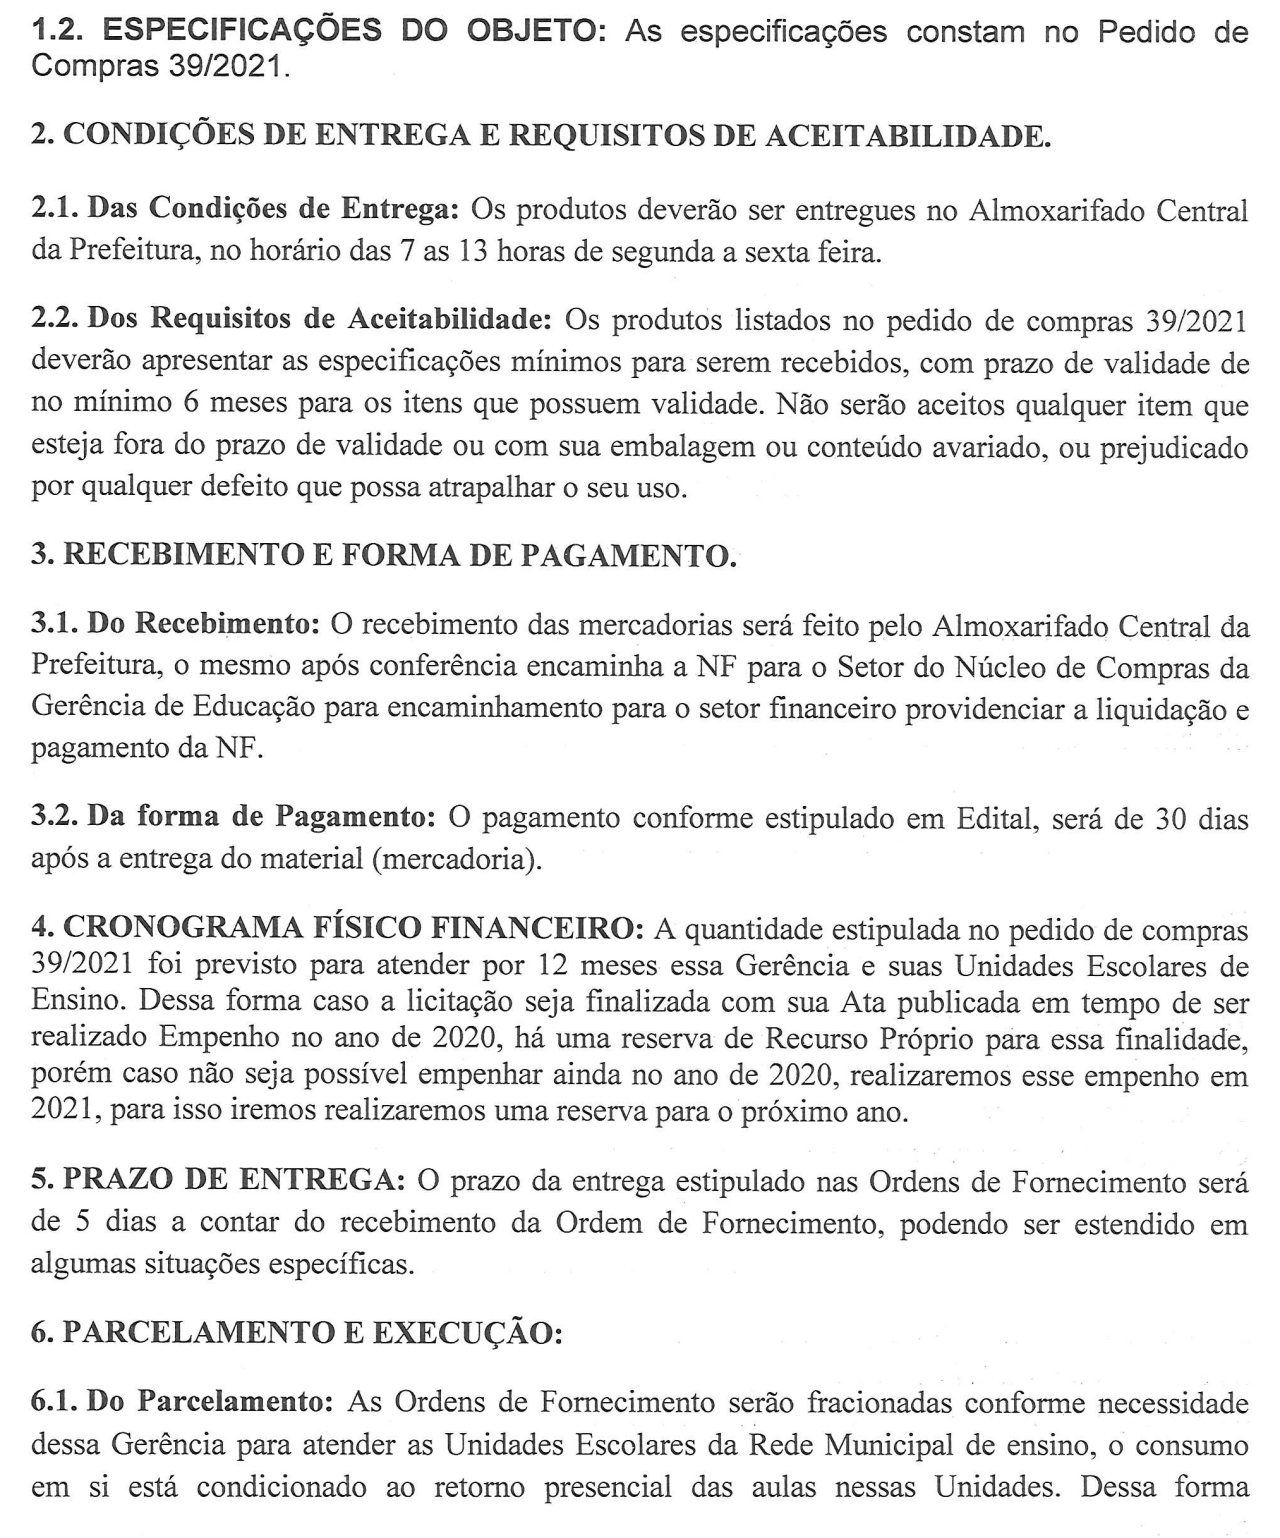 1.2. ESPECIFICAÇÕES DO OBJETO: As especificações constam no Pedido de
Compras 39/2021.
2. CONDIÇÕES DE ENTREGA E REQUISITOS DE ACEITABILIDADE.
2.1. Das Condições de Entrega: Os produtos deverão ser entregues no Almoxarifado Central
da Prefeitura, no horário das 7 as 13 horas de segunda a sexta feira.
2.2. Dos Requisitos de Aceitabilidade: Os produtos listados no pedido de compras 39/2021
deverão apresentar as especificações mínimos para serem recebidos, com prazo de validade de
no mínimo 6 meses para os itens que possuem validade. Não serão aceitos qualquer item que
esteja fora do prazo de validade ou com sua embalagem ou conteúdo avariado, ou prejudicado
por qualquer defeito que possa atrapalhar o seu uso.
3. RECEBIMENTO E FORMA DE PAGAMENTO.
3.1. Do Recebimento: O recebimento das mercadorias será feito pelo Almoxarifado Central da
Prefeitura, o mesmo após conferência encaminha a NF para o Setor do Núcleo de Compras da
Gerência de Educação para encaminhamento para o setor financeiro providenciar a liquidação e
pagamento da NF.
3.2. Da forma de Pagamento: O pagamento conforme estipulado em Edital, será de 30 dias
após a entrega do material (mercadoria).
4. CRONOGRAMA FÍSICO FINANCEIRO: A quantidade estipulada no pedido de compras
39/2021 foi previsto para atender por 12 meses essa Gerência e suas Unidades Escolares de
Ensino. Dessa forma caso a licitação seja finalizada com sua Ata publicada em tempo de ser
realizado Empenho no ano de 2020, há uma reserva de Recurso Próprio para essa finalidade,
porém caso não seja possível empenhar ainda no ano de 2020, realizaremos esse empenho em
2021, para isso iremos realizaremos uma reserva para o próximo ano.
5. PRAZO DE ENTREGA: O prazo da entrega estipulado nas Ordens de Fornecimento será
de 5 dias a contar do recebimento da Ordem de Fornecimento, podendo ser estendido em
algumas situações específicas.
6. PARCELAMENTO E EXECUÇÃO:
6.1. Do Parcelamento: As Ordens de Fornecimento serão fracionadas conforme necessidade
dessa Gerência para atender as Unidades Escolares da Rede Municipal de ensino, o consumo
em si está condicionado ao retorno presencial das aulas nessas Unidades. Dessa forma